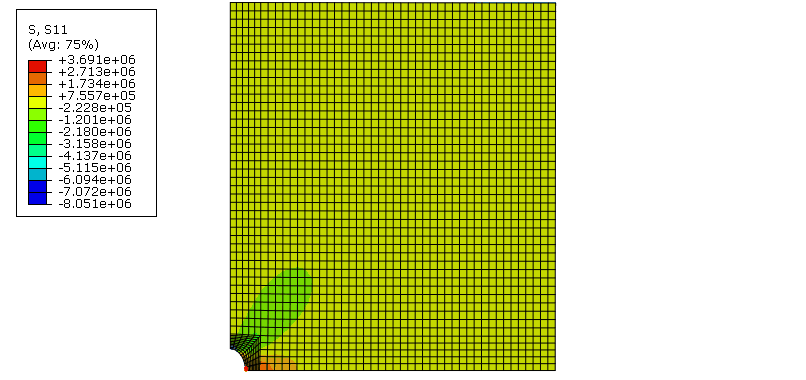 S, S11
(Avg: 75%)
+3.691e+06
+2.713e+06
+1.734e+06
+7.557e+05
-2.228e+05
-1.201e+06
-2.180e+06
-3.158e+06
-4.137e+06
-5.115e+06
-6.094e+06
-7.072e+06
-8.051e+06